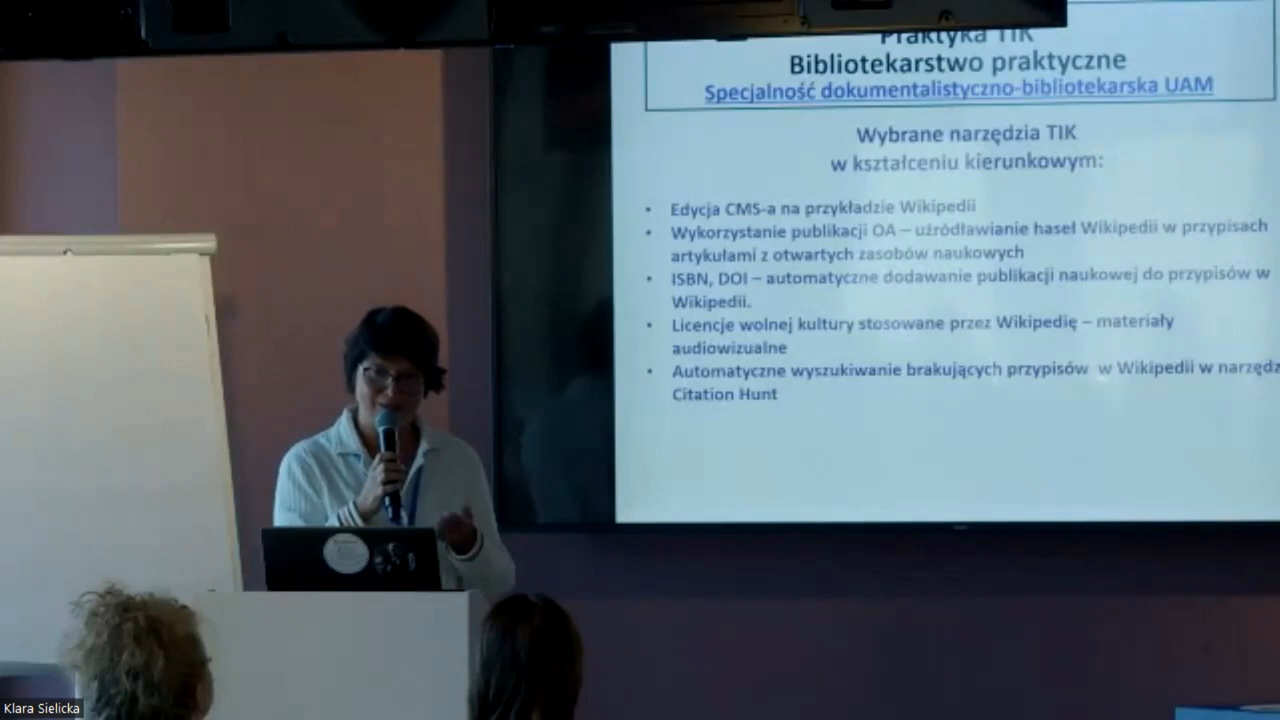 Praktyka TIK
Bibliotekarstwo praktyczne
Specjalność dokumentalistyczno-bibliotekarska UAM
Wybrane narzędzia TIK
w kształceniu kierunkowym:
• Edycja CMS-a na przykładzie Wikipedii
• Wykorzystanie publikacji OA – uźródławianie haseł Wikipedii w przypisach
artykułami z otwartych zasobów naukowych
• ISBN, DOI – automatyczne dodawanie publikacji naukowej do przypisów w
Wikipedii.
• Licencje wolnej kultury stosowane przez Wikipedię – materiały
audiowizualne
• Automatyczne wyszukiwanie brakujących przypisów w Wikipedii w narzędz
Citation Hunt
Klara Sielicka